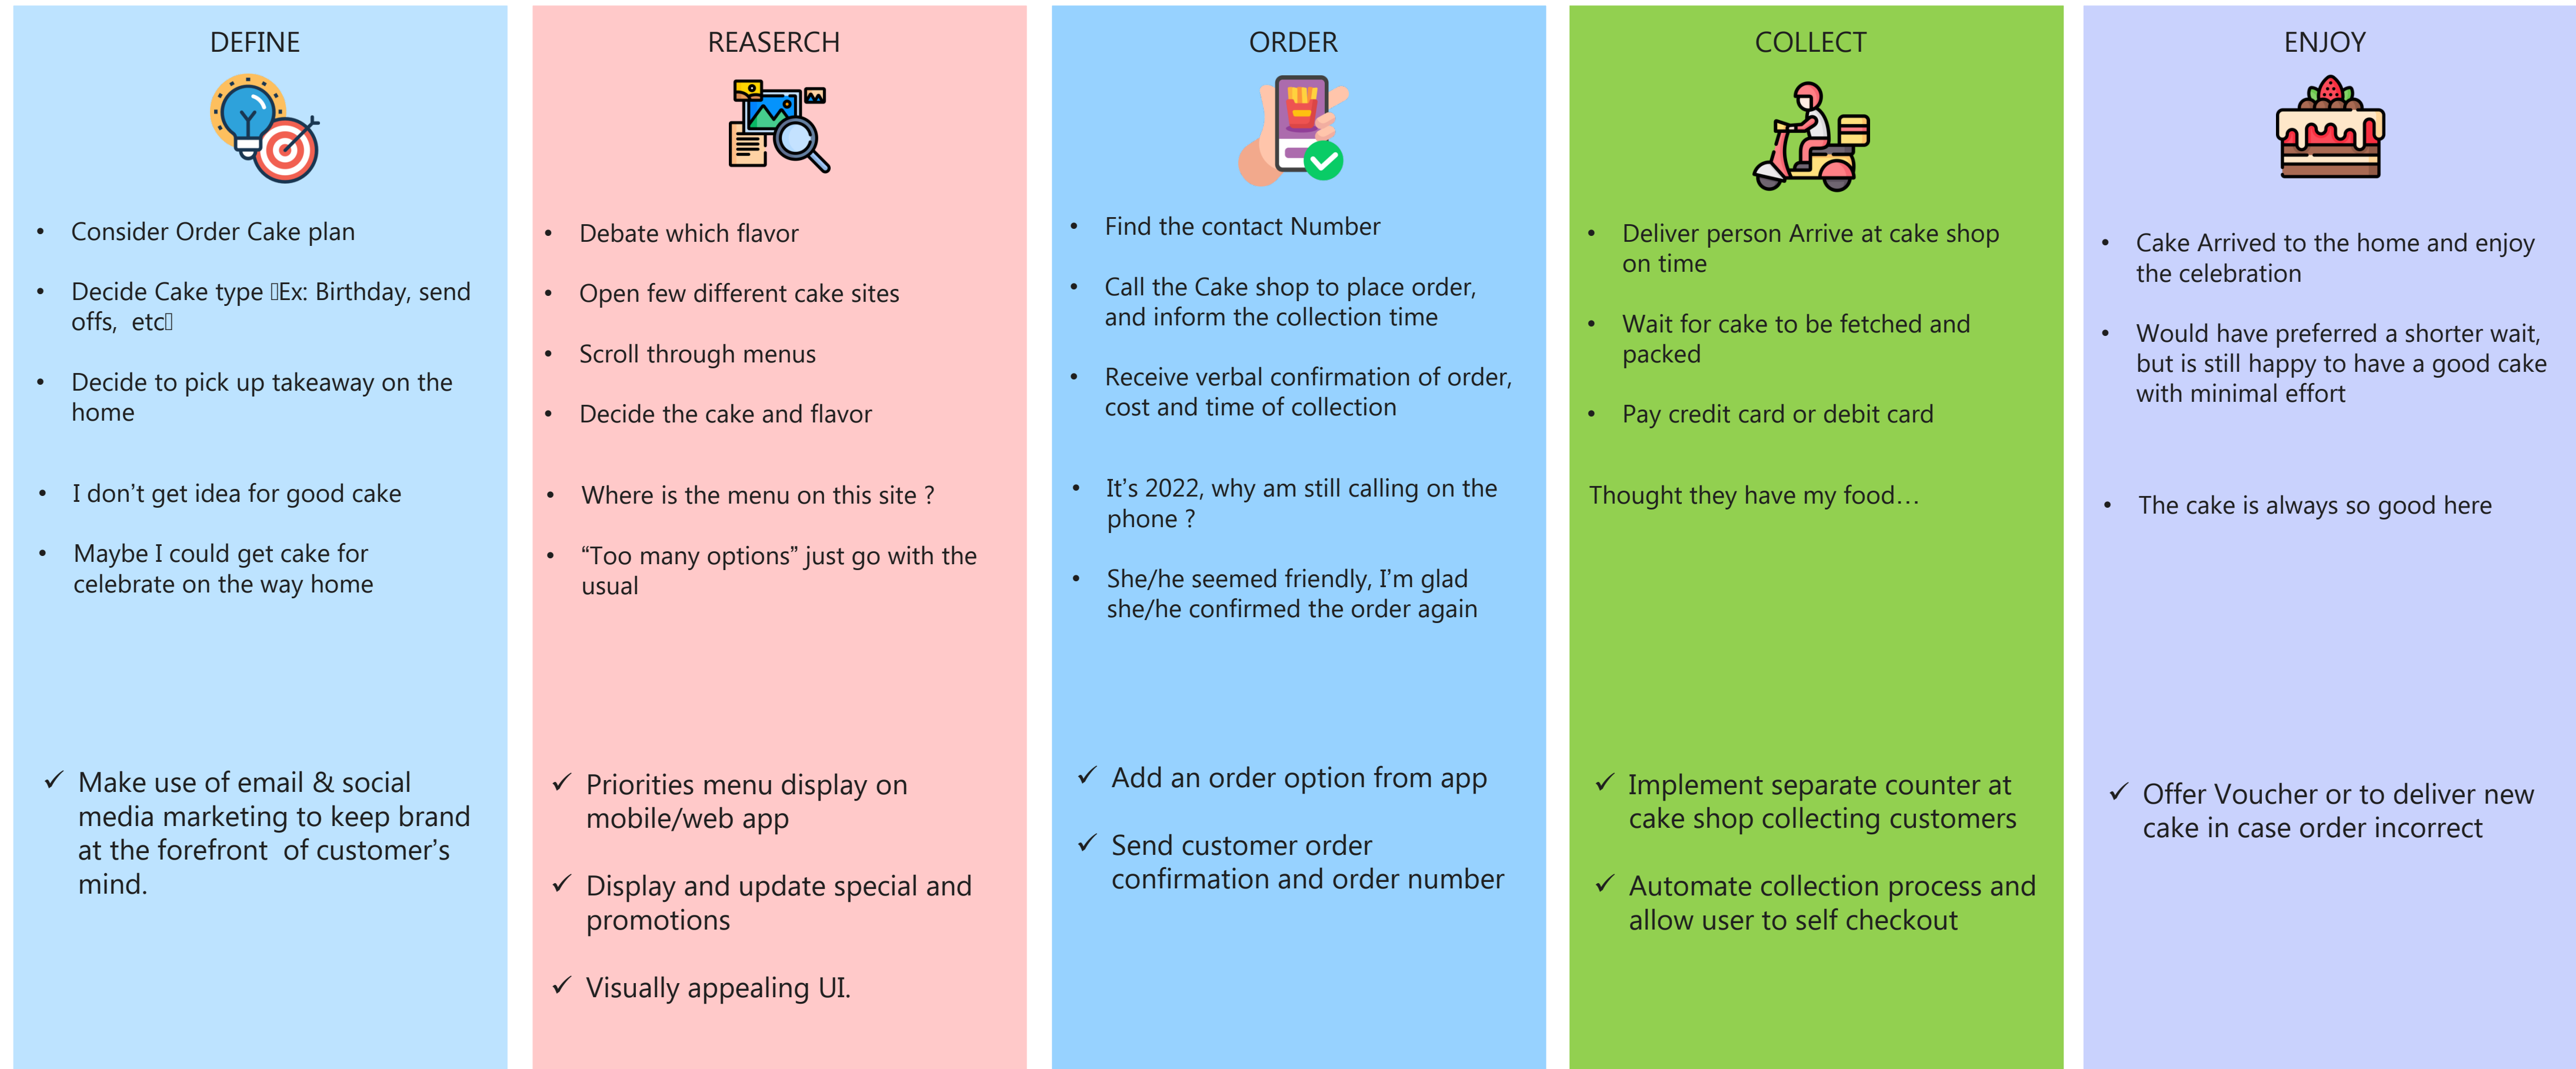 DEFINE
Consider Order Cake plan
Decide Cake type Ex: Birthday, send
offs, etc
Decide to pick up takeaway on the
home
I don't get idea for good cake
Maybe I could get cake for
celebrate on the way home
Make use of email & social
media marketing to keep brand
at the forefront of customer's
mind.
REASERCH
Debate which flavor
Open few different cake sites
Scroll through menus
Decide the cake and flavor
Where is the menu on this site ?
“Too many options” just go with the
usual
Priorities menu display on
mobile/web app
Display and update special and
promotions
Visually appealing UI.
ORDER
Find the contact Number
Call the Cake shop to place order,
and inform the collection time
Receive verbal confirmation of order,
cost and time of collection
It's 2022, why am still calling on the
phone ?
She/he seemed friendly, I'm glad
she/he confirmed the order again
Add an order option from app
Send customer order
confirmation and order number
COLLECT
Deliver person Arrive at cake shop
on time
Wait for cake to be fetched and
packed
Pay credit card or debit card
Thought they have my food…
Implement separate counter at
cake shop collecting customers
Automate collection process and
allow user to self checkout
ENJOY
Cake Arrived to the home and enjoy
the celebration
Would have preferred a shorter wait,
but is still happy to have a good cake
with minimal effort
The cake is always so good here
Offer Voucher or to deliver new
cake in case order incorrect